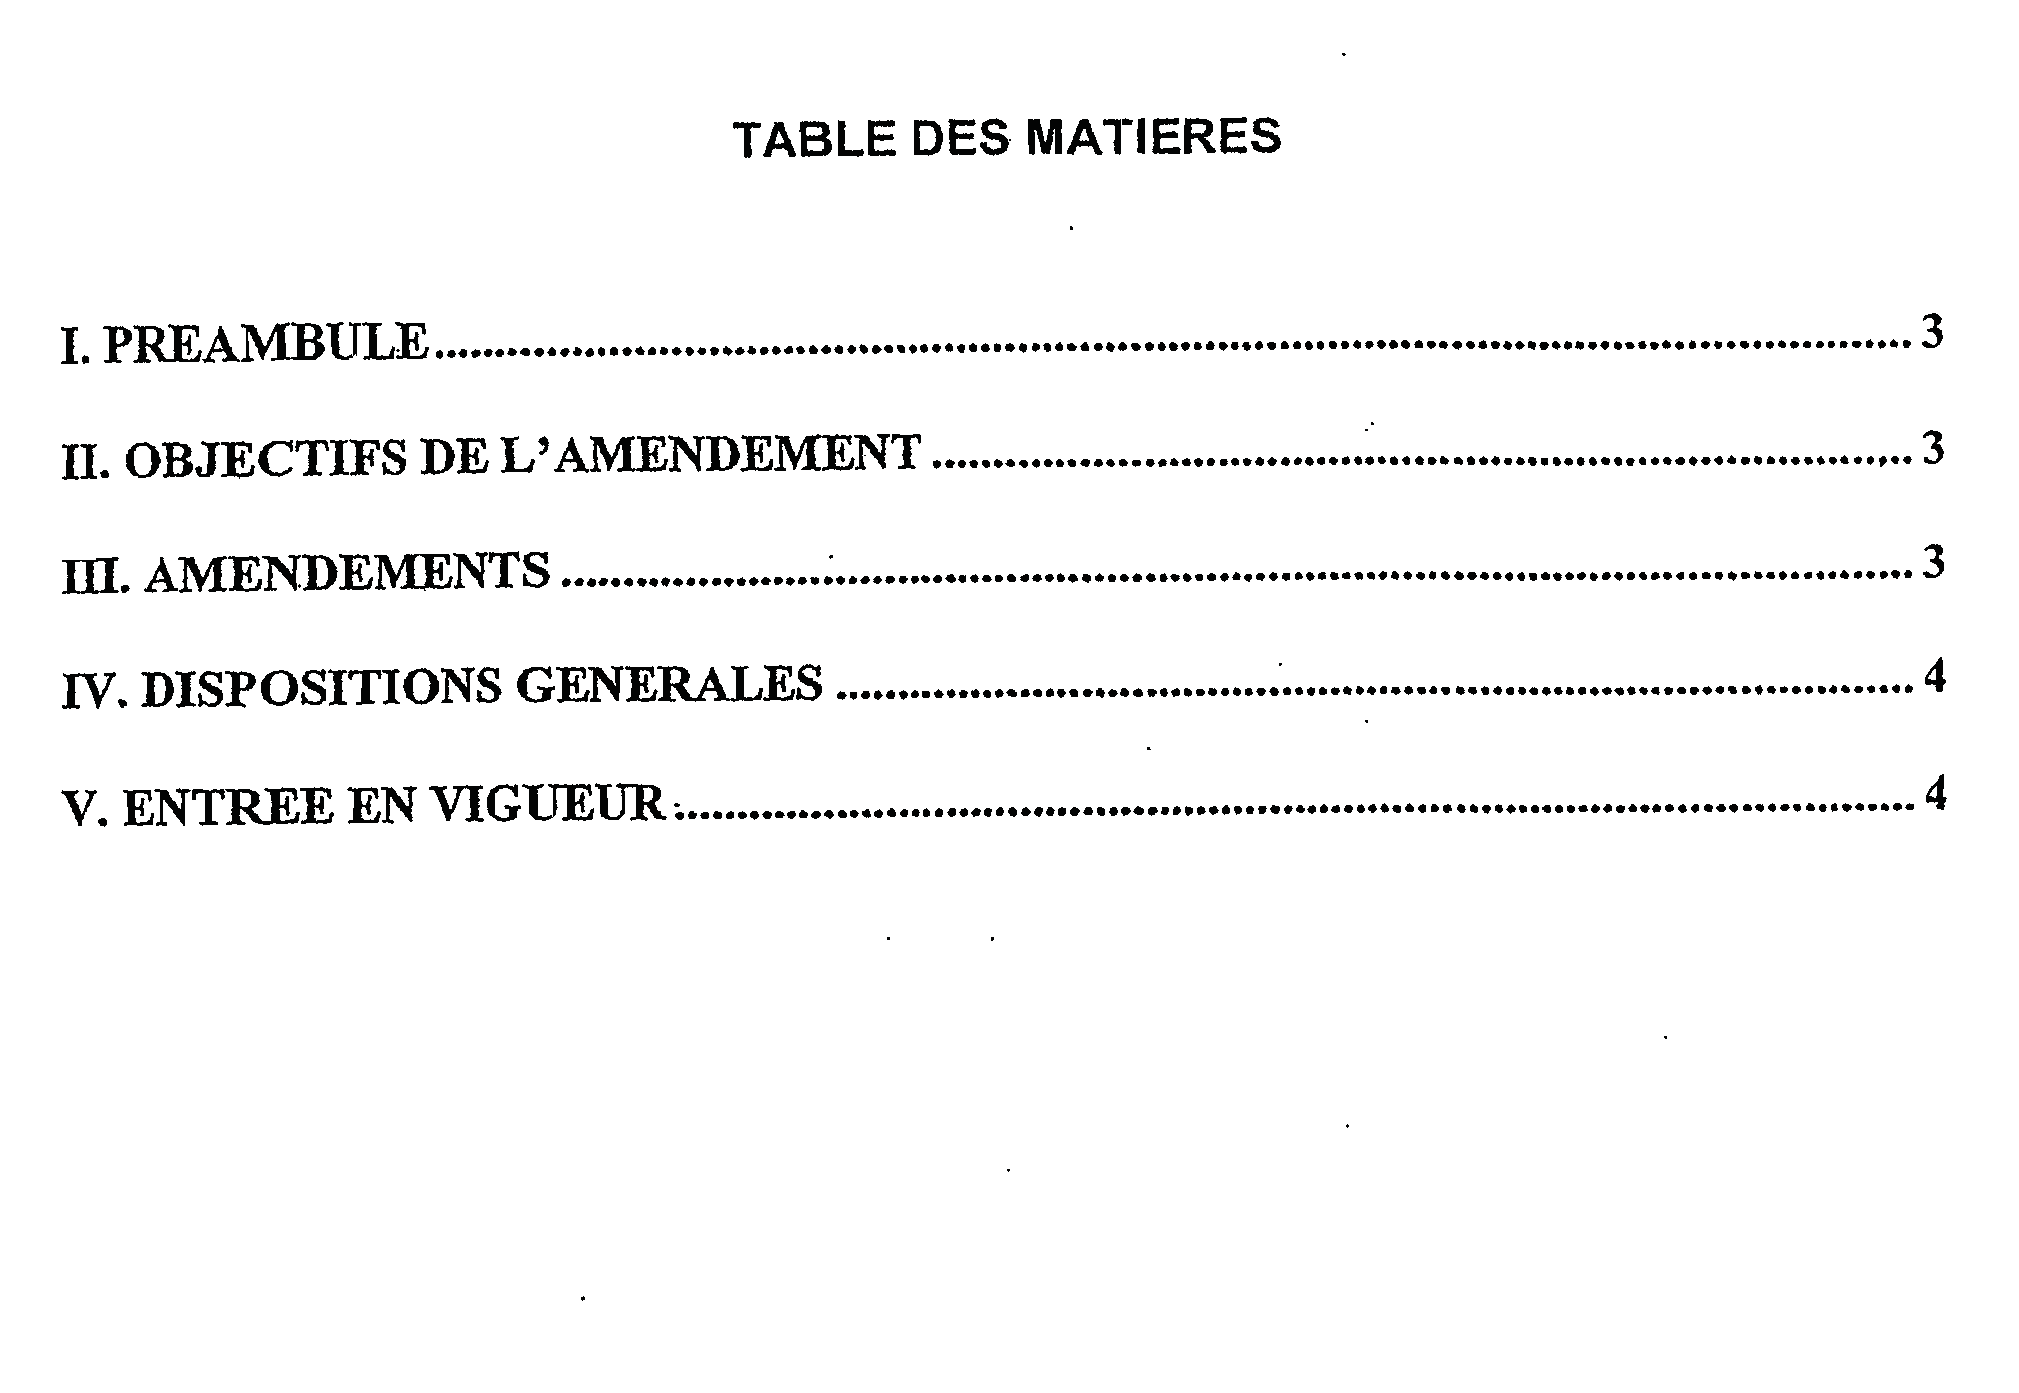 TABLE DES MATIERES
I. PREAMBULE........................................................................................................................ 3
II. OBJECTIFS DE L'AMENDEMENT ................................................................................ 3
III. AMENDEMENTS ............................................................................................................. 3
IV. DISPOSITIONS GENERALES ....................................................................................... 4
V. ENTREE EN VIGUEUR .................................................................................................... 4